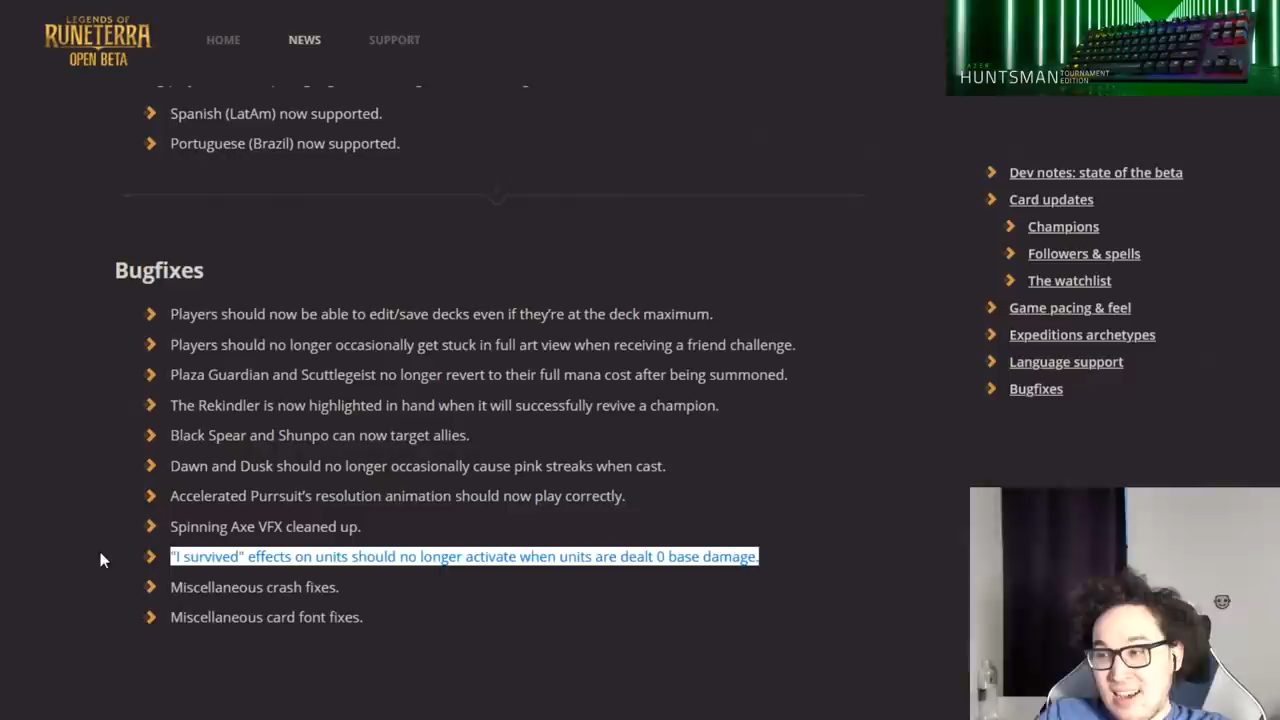 LEGENDS OF
RUNETERRA
OPEN BETA
HOME
NEWS
SUPPORT
HUNTSMAN TOURNAMENT
EDITION
Spanish (LatAm) now supported.
Portuguese (Brazil) now supported.
Bugfixes
Players should now be able to edit/save decks even if they’re at the deck maximum.
Players should no longer occasionally get stuck in full art view when receiving a friend challenge.
Plaza Guardian and Scuttlegeist no longer revert to their full mana cost after being summoned.
The Rekindler is now highlighted in hand when it will successfully revive a champion.
Black Spear and Shunpo can now target allies.
Dawn and Dusk should no longer occasionally cause pink streaks when cast.
Accelerated Purrsuit’s resolution animation should now play correctly.
Spinning Axe VFX cleaned up.
"I survived" effects on units should no longer activate when units are dealt 0 base damage.
Miscellaneous crash fixes.
Miscellaneous card font fixes.
Dev notes: state of the beta
Card updates
Champions
Followers & spells
The watchlist
Game pacing & feel
Expeditions archetypes
Language support
Bugfixes